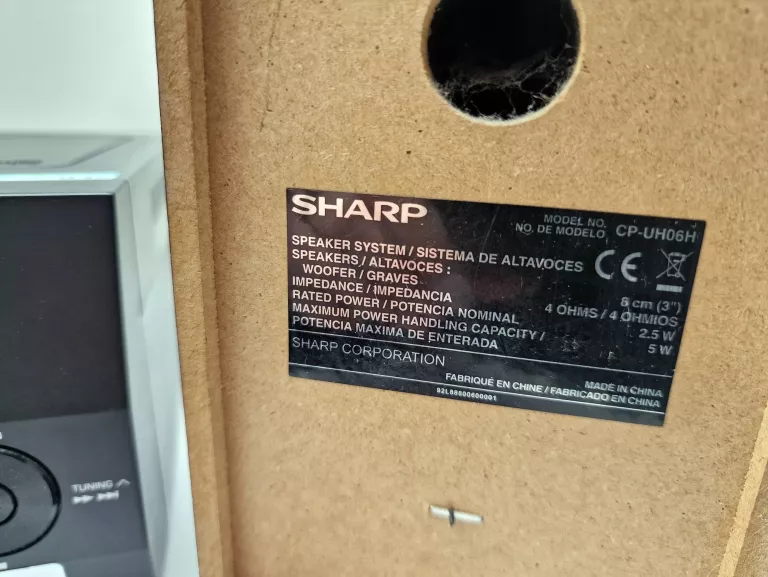 SHARP
MODEL NO.
NO. DE MODELO CP-UH06H
SPEAKER SYSTEM / SISTEMA DE ALTAVOCES
SPEAKERS / ALTAVOCES :
WOOFER / GRAVES 8 cm (3")
IMPEDANCE / IMPEDANCIA 4 OHMS / 4 OHMIOS
RATED POWER / POTENCIA NOMINAL 2.5 W
MAXIMUM POWER HANDLING CAPACITY / 5 W
POTENCIA MAXIMA DE ENTERADA
CE
SHARP CORPORATION
MADE IN CHINA
FABRIQUÉ EN CHINE / FABRICADO EN CHINA
92L88800600001
TUNING